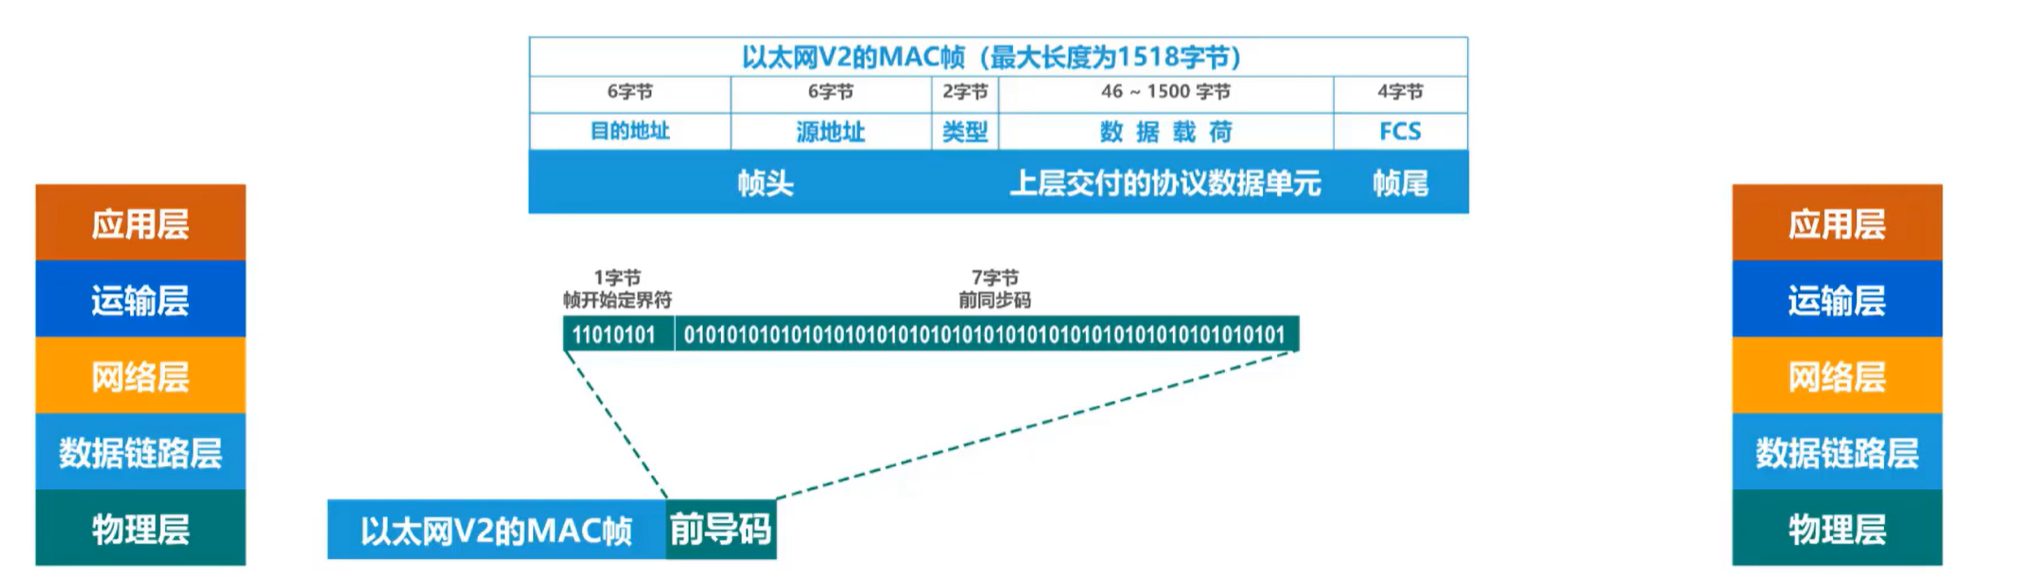 以太网V2的MAC帧（最大长度为1518字节）
6字节 6字节 2字节 46 ~ 1500 字节 4字节
目的地址 源地址 类型 数 据 载 荷 FCS
帧头 上层交付的协议数据单元 帧尾
应用层
运输层
网络层
数据链路层
物理层
1字节
帧开始定界符
7字节
前同步码
11010101 01010101010101010101010101010101010101010101010101010101
以太网V2的MAC帧 前导码
应用层
运输层
网络层
数据链路层
物理层